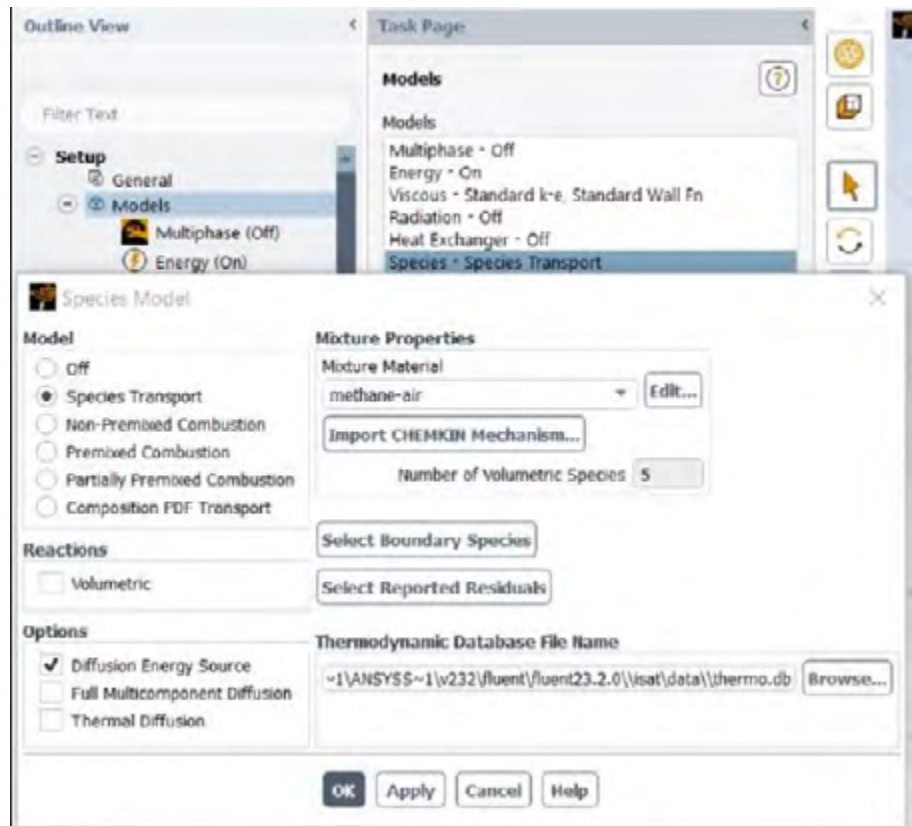 Outline View
Task Page
Filter Text
Setup
General
Models
Multiphase (Off)
Energy (On)
Models
Models
Multiphase - Off
Energy - On
Viscous - Standard k-e, Standard Wall Fn
Radiation - Off
Heat Exchanger - Off
Species - Species Transport
Species Model
Model
Off
Species Transport
Non-Premixed Combustion
Premixed Combustion
Partially Premixed Combustion
Composition PDF Transport
Reactions
Volumetric
Options
Diffusion Energy Source
Full Multicomponent Diffusion
Thermal Diffusion
Mixture Properties
Mixture Material
methane-air
Edit...
Import CHEMKIN Mechanism...
Number of Volumetric Species 5
Select Boundary Species
Select Reported Residuals
Thermodynamic Database File Name
~1\ANSYSS~1\v232\fluent\fluent23.2.0\\isat\data\\thermo.db
Browse...
OK
Apply
Cancel
Help